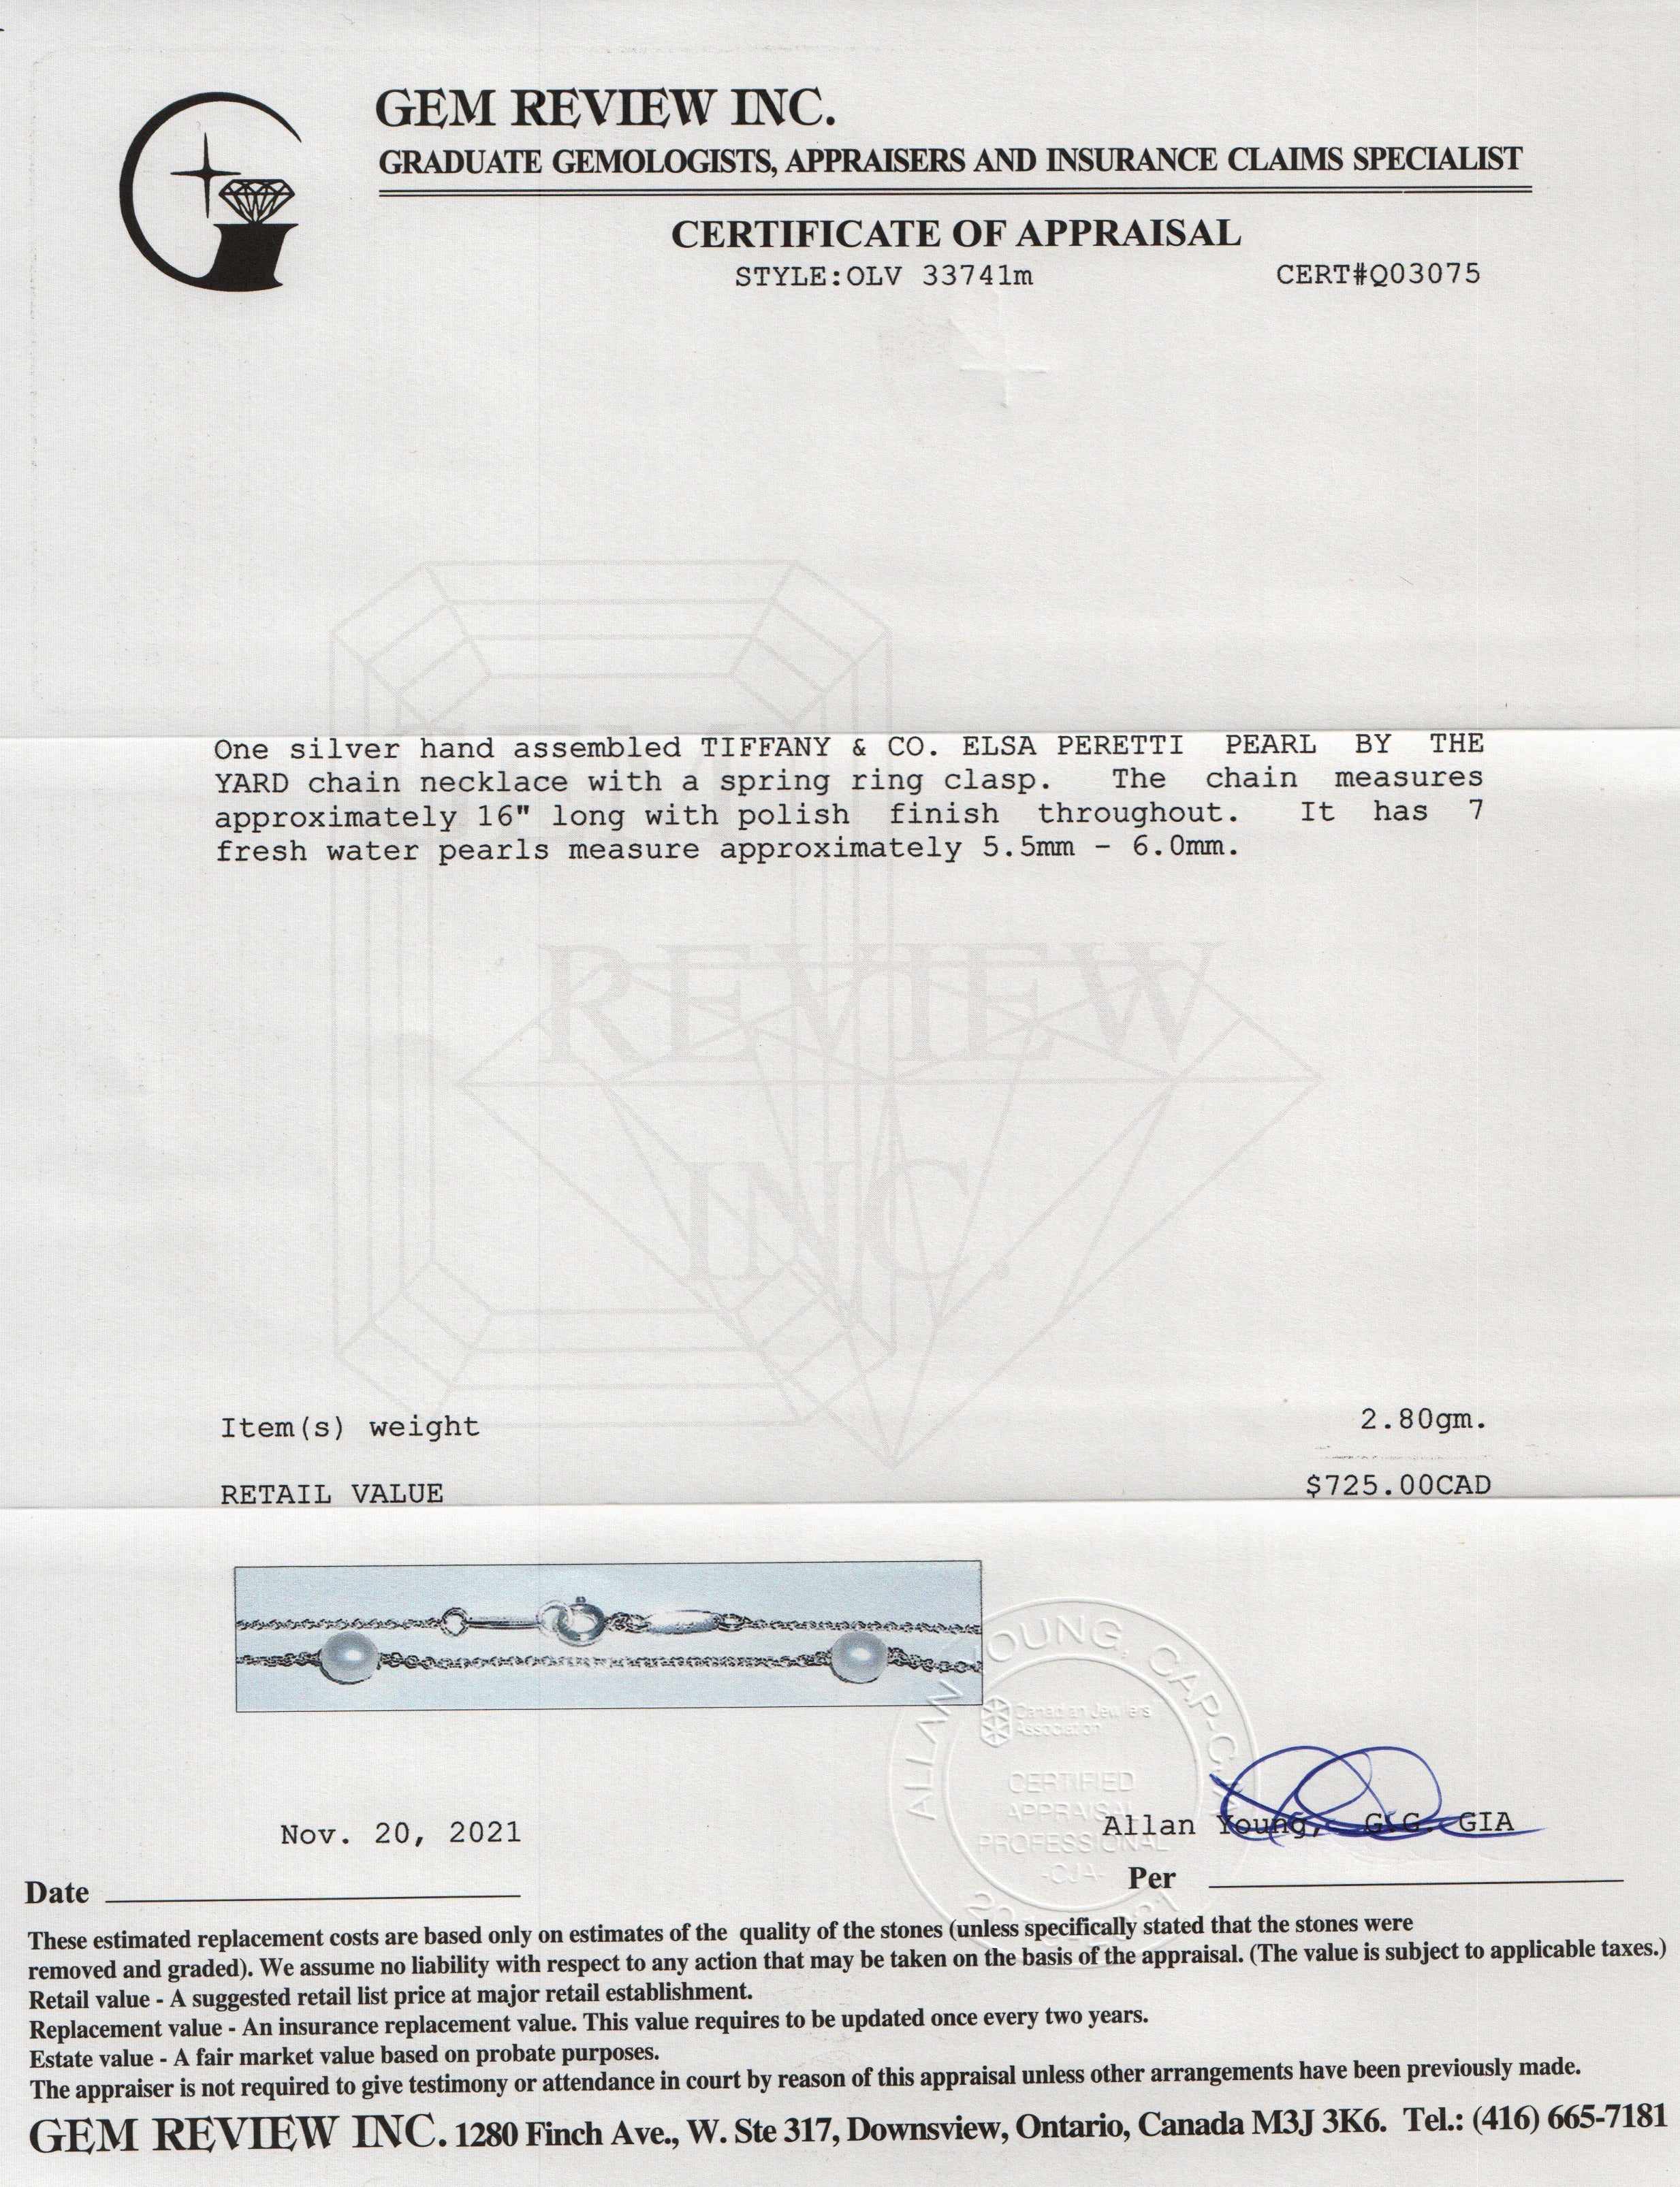 GEM REVIEW INC.
GRADUATE GEMOLOGISTS, APPRAISERS AND INSURANCE CLAIMS SPECIALIST
CERTIFICATE OF APPRAISAL
STYLE:OLV 33741m CERT#Q03075
One silver hand assembled TIFFANY & CO. ELSA PERETTI PEARL BY THE
YARD chain necklace with a spring ring clasp. The chain measures
approximately 16" long with polish finish throughout. It has 7
fresh water pearls measure approximately 5.5mm - 6.0mm.
REVIEW
INC.
Item(s) weight 2.80gm.
RETAIL VALUE $725.00CAD
ALLAN YOUNG, CAP-CJA
Canadian Jewellers
Association
CERTIFIED
APPRAISAL
PROFESSIONAL
-CJA-
Nov. 20, 2021 Allan Young, G.G. GIA
Date Per
These estimated replacement costs are based only on estimates of the quality of the stones (unless specifically stated that the stones were
removed and graded). We assume no liability with respect to any action that may be taken on the basis of the appraisal. (The value is subject to applicable taxes.)
Retail value - A suggested retail list price at major retail establishment.
Replacement value - An insurance replacement value. This value requires to be updated once every two years.
Estate value - A fair market value based on probate purposes.
The appraiser is not required to give testimony or attendance in court by reason of this appraisal unless other arrangements have been previously made.
GEM REVIEW INC. 1280 Finch Ave., W. Ste 317, Downsview, Ontario, Canada M3J 3K6. Tel.: (416) 665-7181